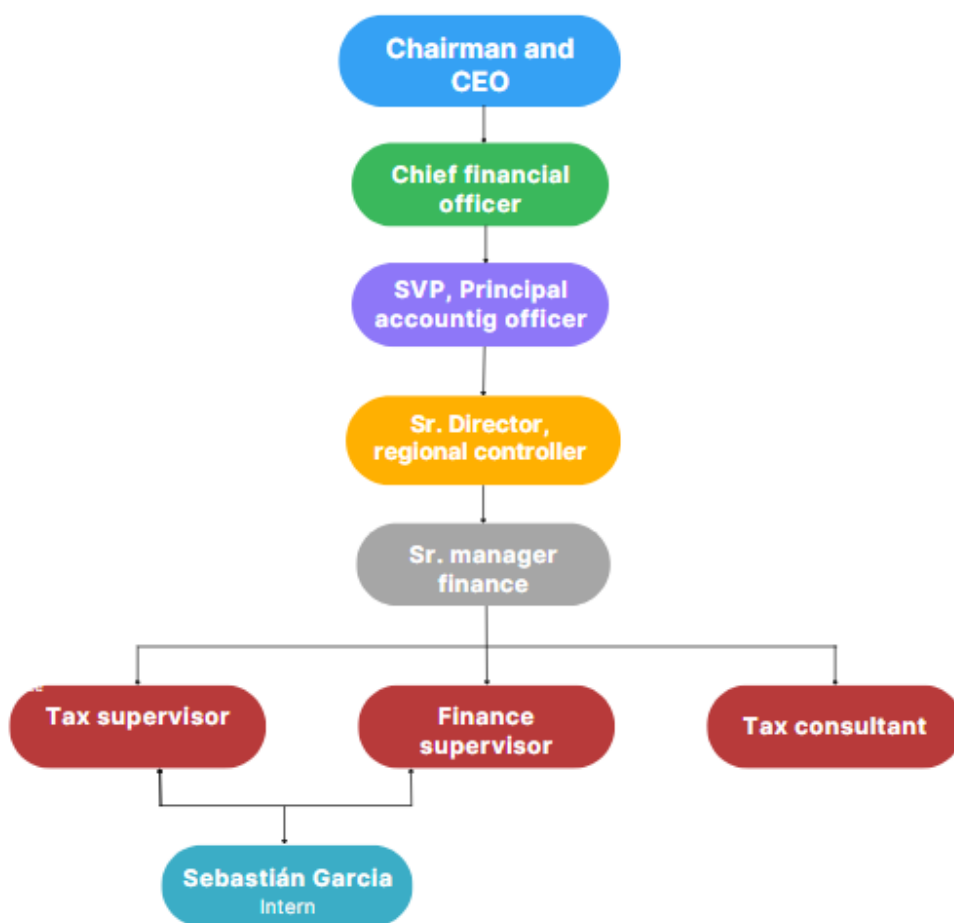 Chairman and
CEO
Chief financial
officer
SVP, Principal
accountig officer
Sr. Director,
regional controller
Sr. manager
finance
Tax supervisor
Finance
supervisor
Tax consultant
Sebastián Garcia
Intern